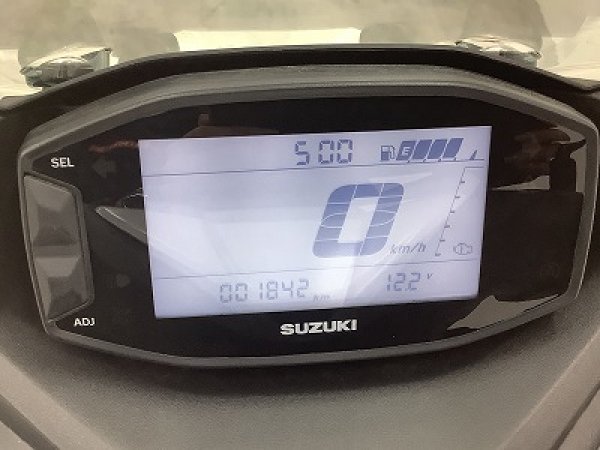 SEL
5:00 E
0 km/h
001842 km 12.2 V
ADJ
SUZUKI